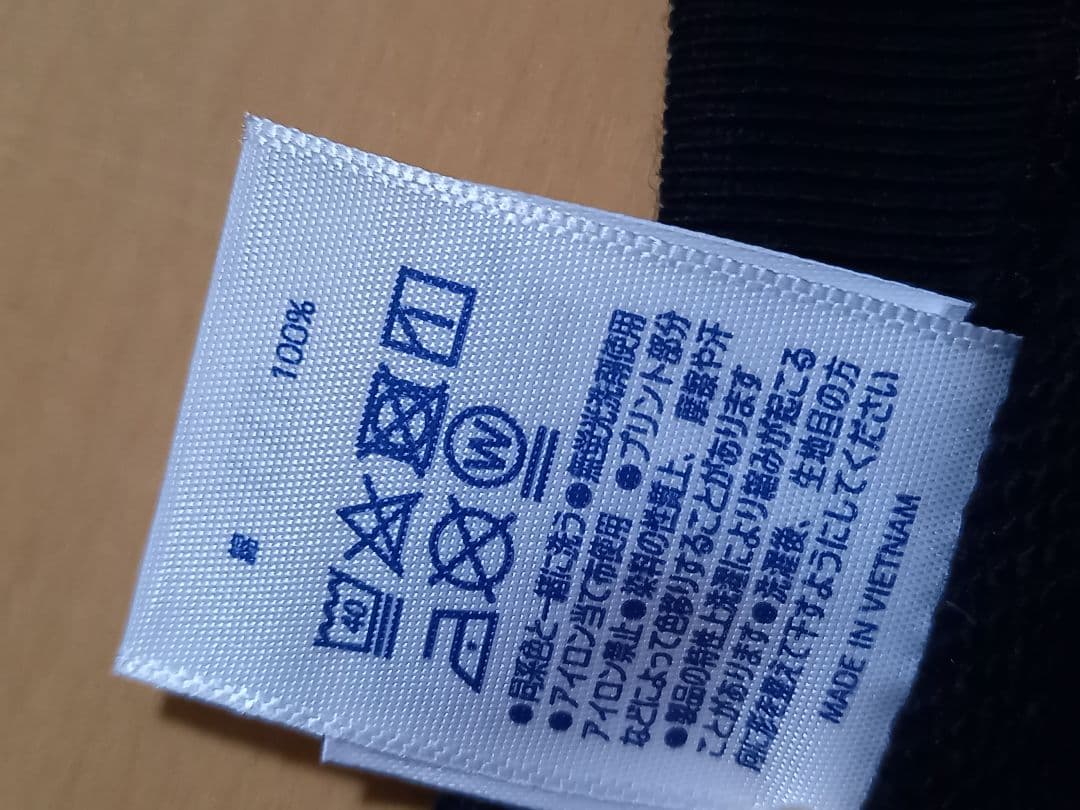 綿 100%
40
W
●同系色と一緒に洗う●無蛍光洗剤使用
●アイロン当て布使用 ●プリント部分
アイロン禁止●染料の性質上、摩擦や汗
などによって色移りすることがあります
●製品の特性上洗濯により縮みが起こる
ことがあります●洗濯後、生地目の方
向に形を整えて干すようにしてください
MADE IN VIETNAM